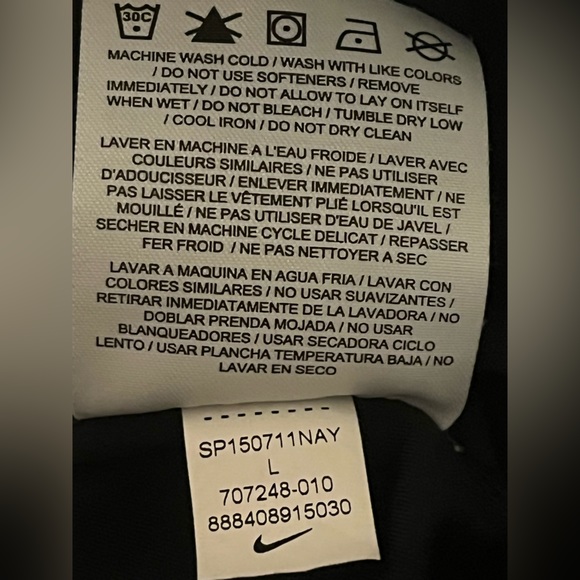 30C
MACHINE WASH COLD / WASH WITH LIKE COLORS
/ DO NOT USE SOFTENERS / REMOVE
IMMEDIATELY / DO NOT ALLOW TO LAY ON ITSELF
WHEN WET / DO NOT BLEACH / TUMBLE DRY LOW
/ COOL IRON / DO NOT DRY CLEAN
LAVER EN MACHINE A L'EAU FROIDE / LAVER AVEC
COULEURS SIMILAIRES / NE PAS UTILISER
D'ADOUCISSEUR / ENLEVER IMMEDIATEMENT / NE
PAS LAISSER LE VÊTEMENT PLIÉ LORSQU'IL EST
MOUILLÉ / NE PAS UTILISER D'EAU DE JAVEL /
SECHER EN MACHINE CYCLE DELICAT / REPASSER
FER FROID / NE PAS NETTOYER A SEC
LAVAR A MAQUINA EN AGUA FRIA / LAVAR CON
COLORES SIMILARES / NO USAR SUAVIZANTES /
RETIRAR INMEDIATAMENTE DE LA LAVADORA / NO
DOBLAR PRENDA MOJADA / NO USAR
BLANQUEADORES / USAR SECADORA CICLO
LENTO / USAR PLANCHA TEMPERATURA BAJA / NO
LAVAR EN SECO
SP150711NAY
L
707248-010
888408915030